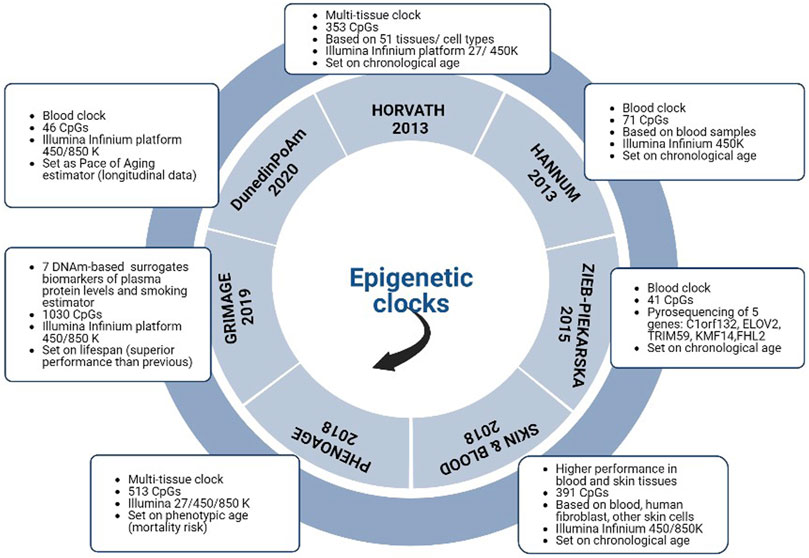 • Multi-tissue clock
• 353 CpGs
• Based on 51 tissues/ cell types
• Illumina Infinium platform 27/ 450K
• Set on chronological age
HORVATH
2013
• Blood clock
• 71 CpGs
• Based on blood samples
• Illumina Infinium 450K
• Set on chronological age
HANNUM
2013
• Blood clock
• 41 CpGs
• Pyrosequencing of 5
genes: C1orf132, ELOV2,
TRIM59, KMF14,FHL2
• Set on chronological age
ZIEB-PIEKARSKA
2015
• Higher performance in
blood and skin tissues
• 391 CpGs
• Based on blood, human
fibroblast, other skin cells
• Illumina Infinium 450/850K
• Set on chronological age
SKIN & BLOOD
2018
• Multi-tissue clock
• 513 CpGs
• Illumina 27/450/850 K
• Set on phenotypic age
(mortality risk)
PHENOAGE
2018
• 7 DNAm-based surrogates
biomarkers of plasma
protein levels and smoking
estimator
• 1030 CpGs
• Illumina Infinium platform
450/850 K
• Set on lifespan (superior
performance than previous)
GRIMAGE
2019
• Blood clock
• 46 CpGs
• Illumina Infinium platform
450/850 K
• Set as Pace of Aging
estimator (longitudinal data)
DunedinPoAm
2020
Epigenetic
clocks